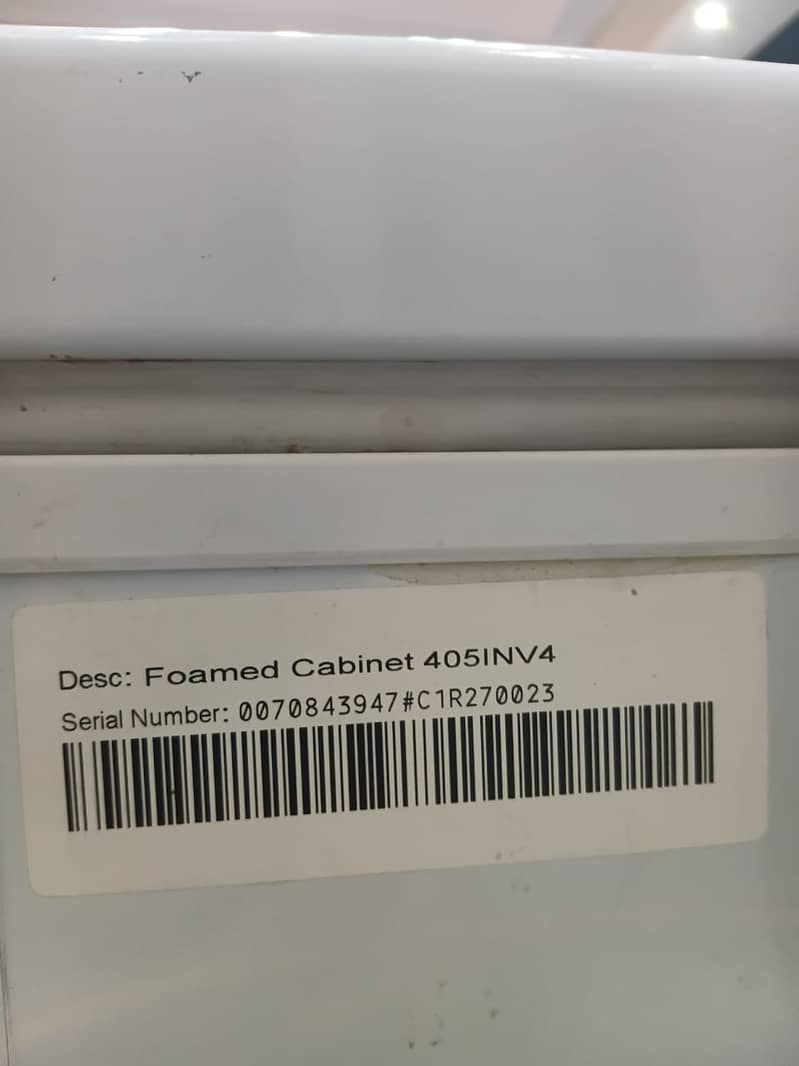 Desc: Foamed Cabinet 405INV4
Serial Number: 0070843947#C1R270023